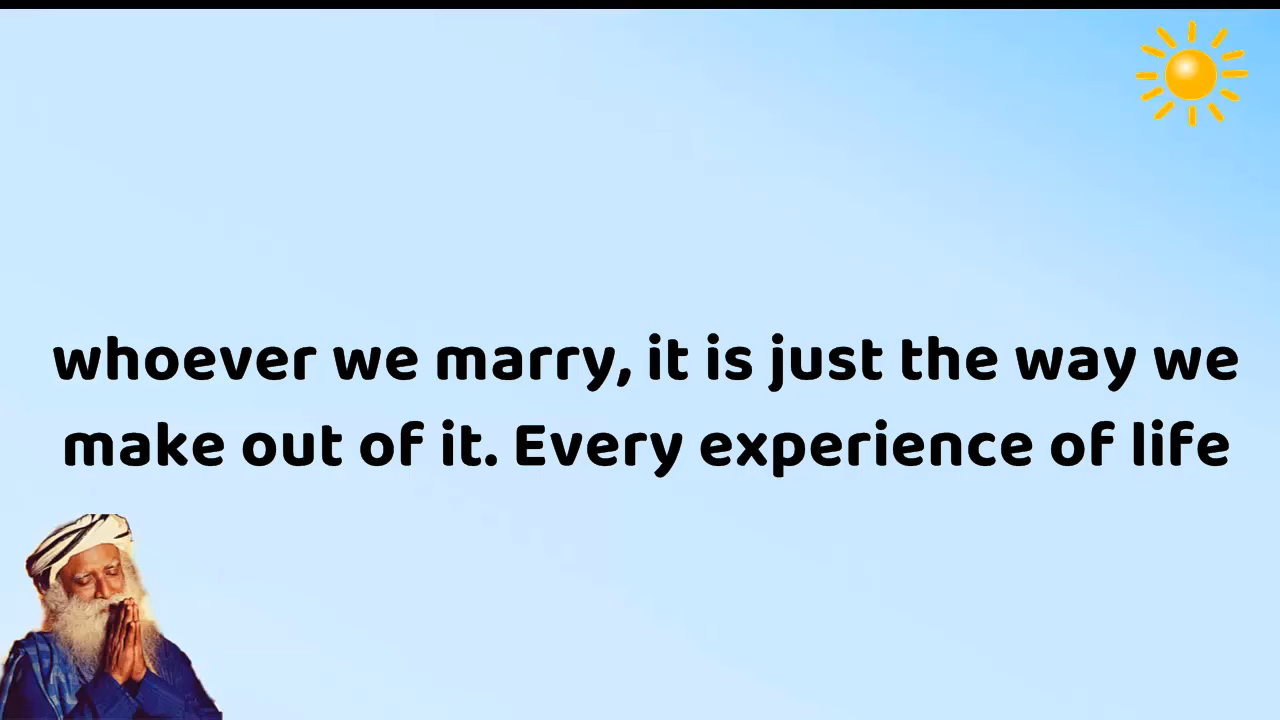 whoever we marry, it is just the way we
make out of it. Every experience of life